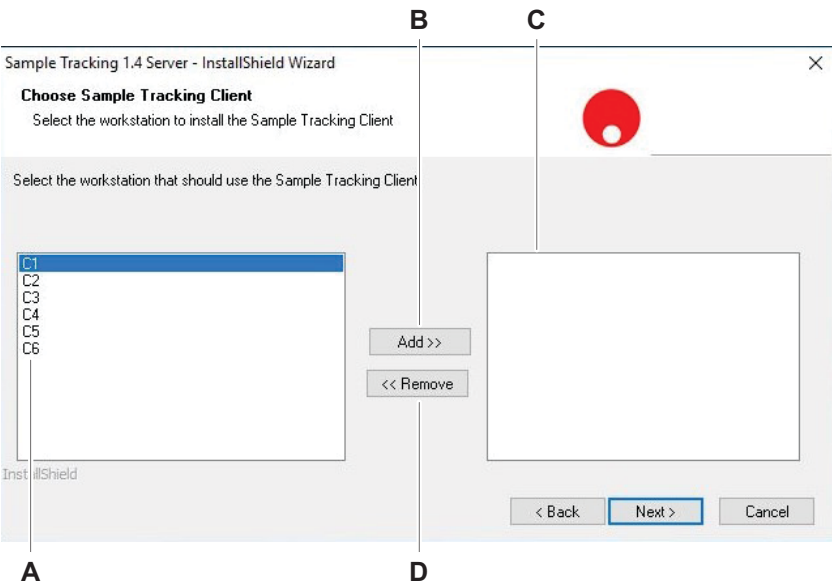 B C
Sample Tracking 1.4 Server - InstallShield Wizard
Choose Sample Tracking Client
Select the workstation to install the Sample Tracking Client
Select the workstation that should use the Sample Tracking Client
C1
C2
C3
C4
C5
C6
Add >>
<< Remove
InstallShield
< Back Next > Cancel
A D